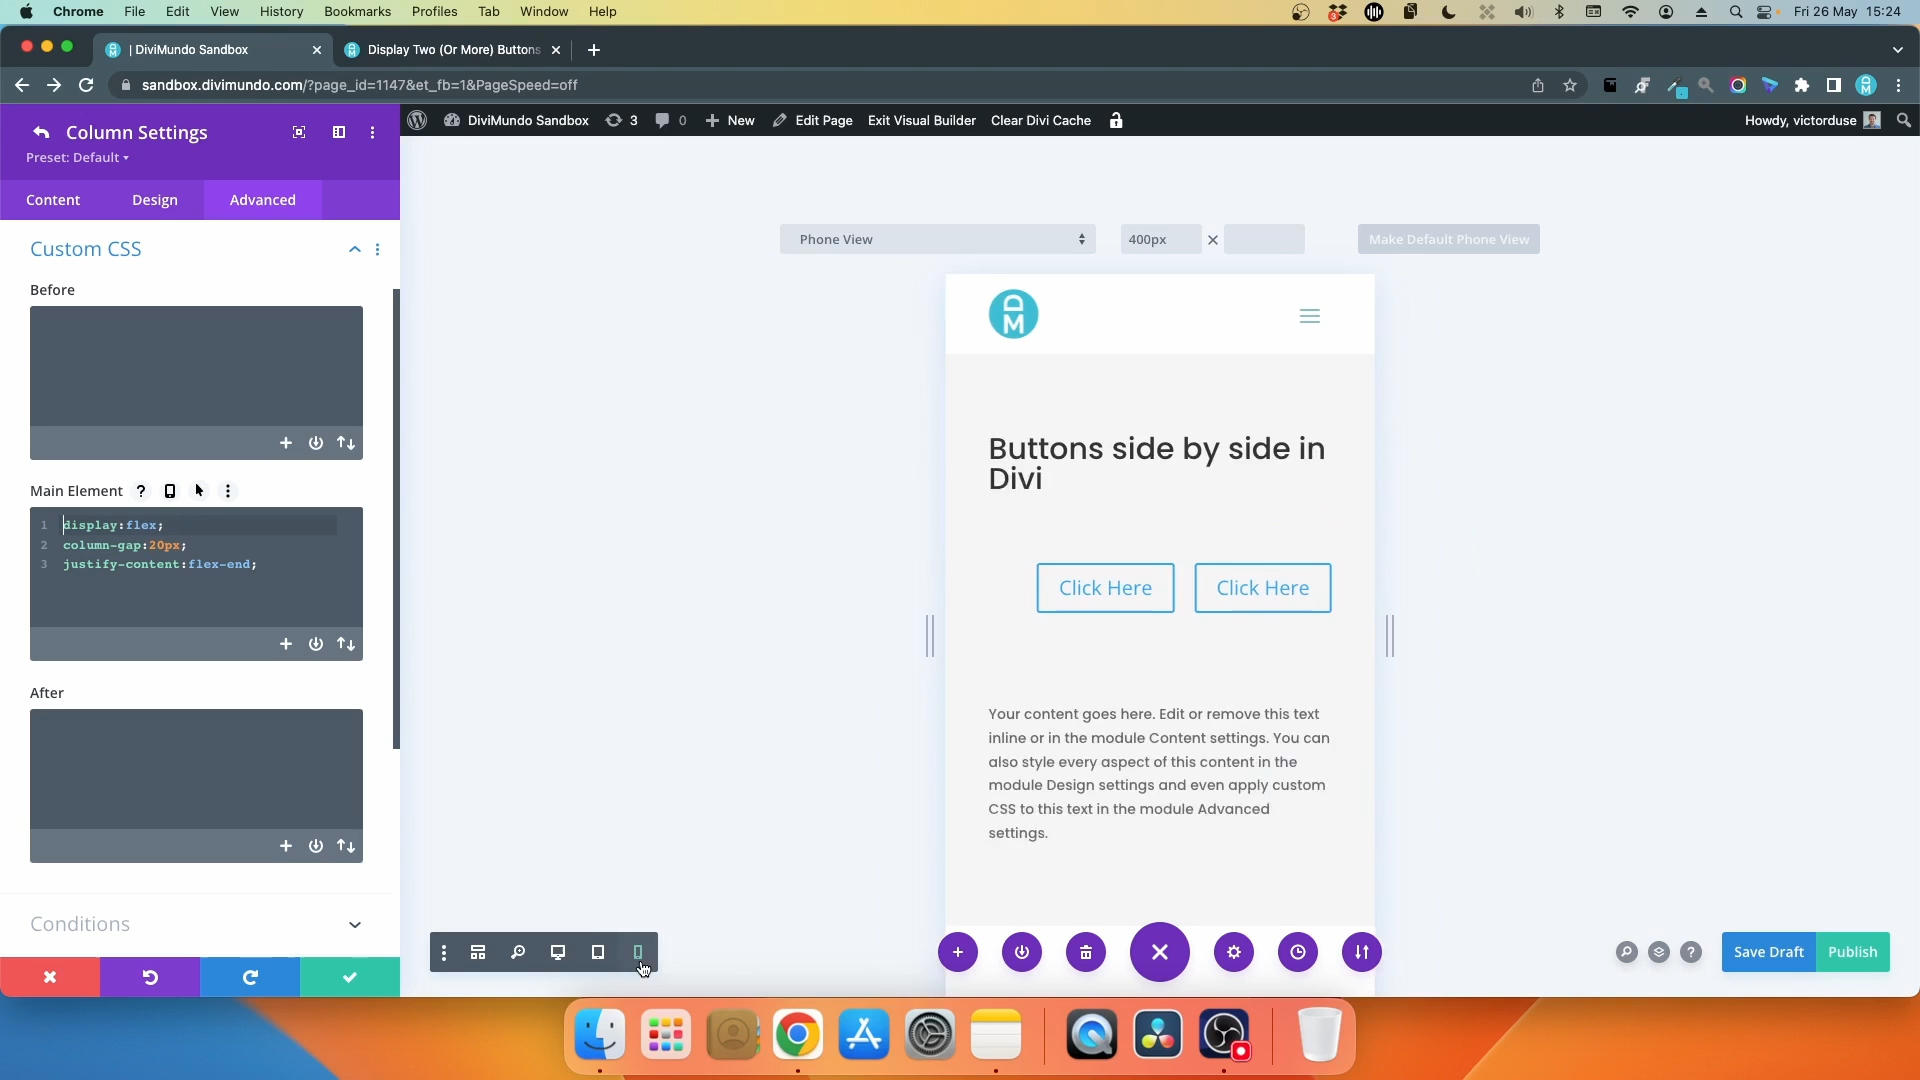 Chrome File Edit View History Bookmarks Profiles Tab Window Help
3
Fri 26 May 15:24
| DiviMundo Sandbox
Display Two (Or More) Buttons
sandbox.divimundo.com/?page_id=1147&et_fb=1&PageSpeed=off
DiviMundo Sandbox 3 0 New Edit Page Exit Visual Builder Clear Divi Cache
Howdy, victorduse
Column Settings
Preset: Default
Content Design Advanced
Custom CSS
Before
Main Element
1 display:flex;
2 column-gap:20px;
3 justify-content:flex-end;
After
Conditions
Phone View
400px
Make Default Phone View
DM
Buttons side by side in
Divi
Click Here Click Here
Your content goes here. Edit or remove this text
inline or in the module Content settings. You can
also style every aspect of this content in the
module Design settings and even apply custom
CSS to this text in the module Advanced
settings.
Save Draft Publish